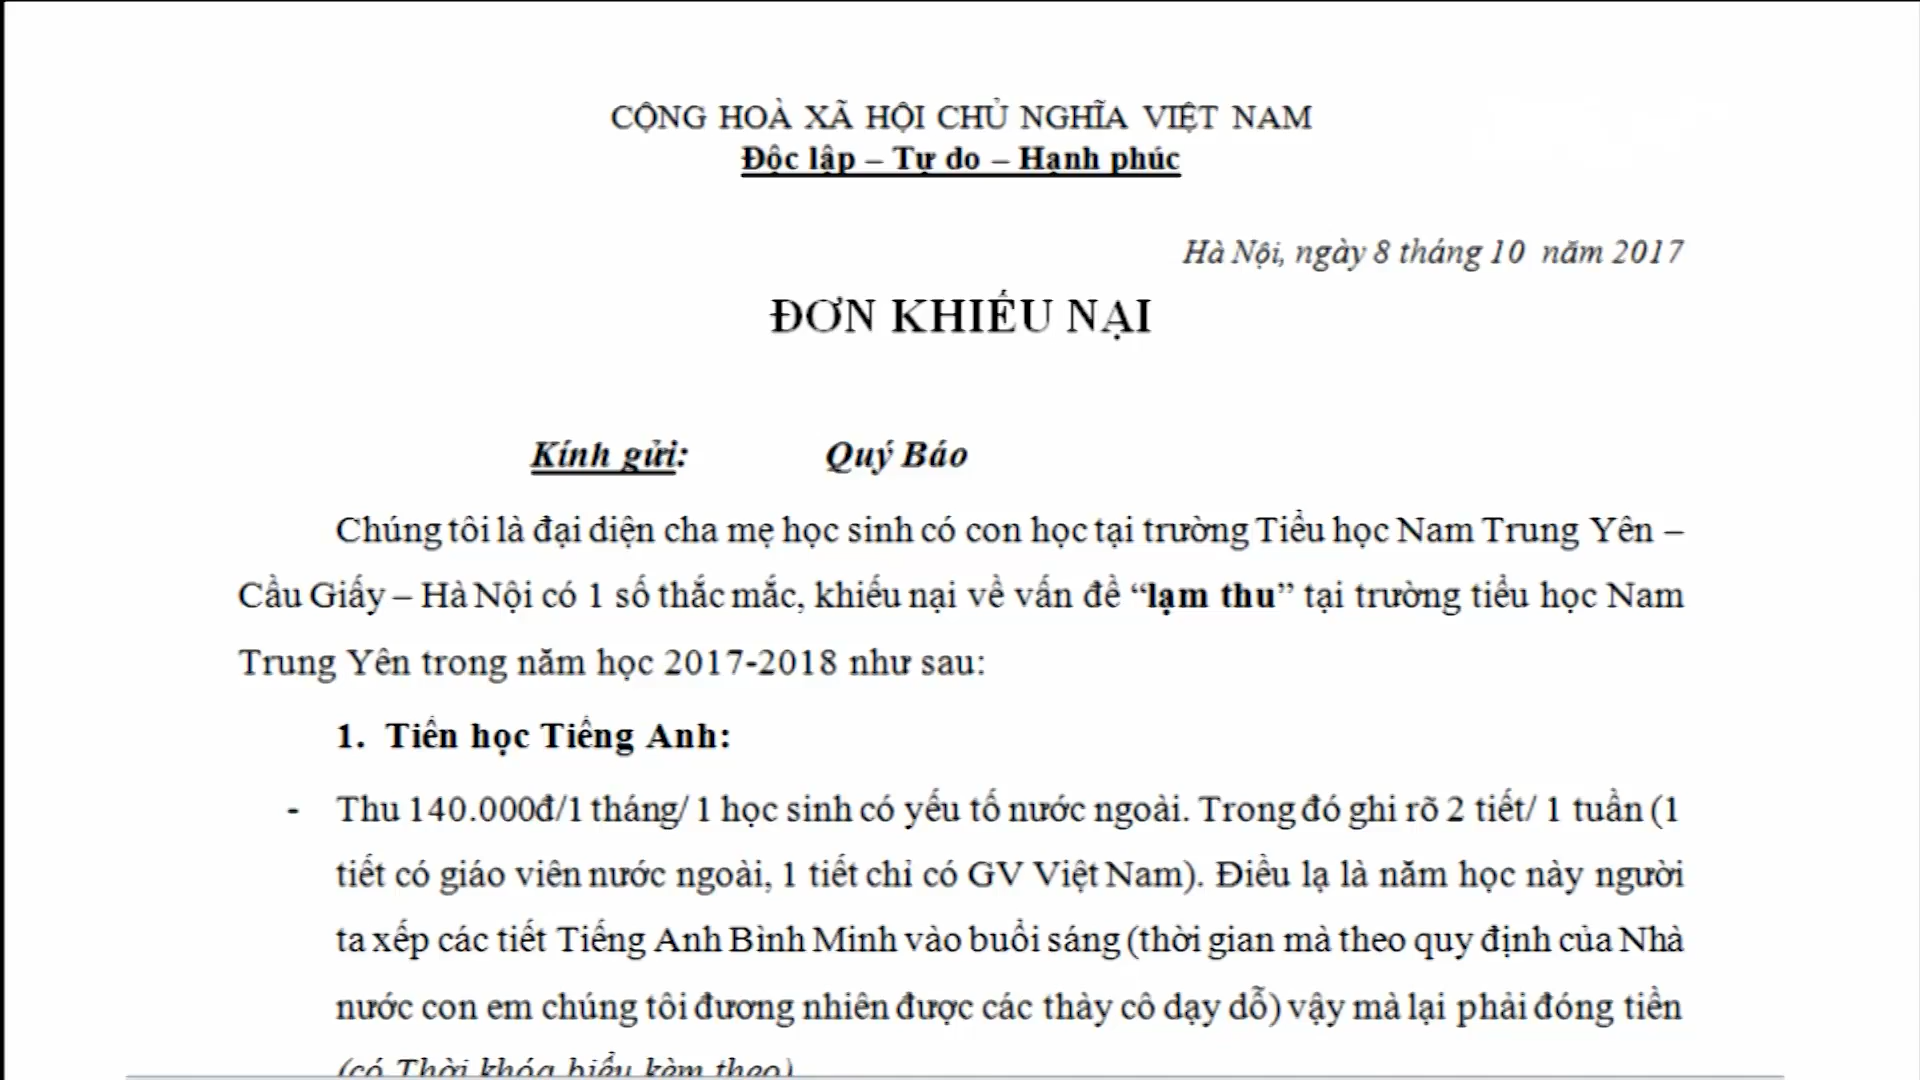 CỘNG HOÀ XÃ HỘI CHỦ NGHĨA VIỆT NAM
Độc lập – Tự do – Hạnh phúc
Hà Nội, ngày 8 tháng 10 năm 2017
ĐƠN KHIẾU NẠI
Kính gửi: Quý Báo
Chúng tôi là đại diện cha mẹ học sinh có con học tại trường Tiểu học Nam Trung Yên –
Cầu Giấy – Hà Nội có 1 số thắc mắc, khiếu nại về vấn đề “lạm thu” tại trường tiểu học Nam
Trung Yên trong năm học 2017-2018 như sau:
1. Tiền học Tiếng Anh:
- Thu 140.000đ/1 tháng/ 1 học sinh có yếu tố nước ngoài. Trong đó ghi rõ 2 tiết/ 1 tuần (1
tiết có giáo viên nước ngoài, 1 tiết chỉ có GV Việt Nam). Điều lạ là năm học này người
ta xếp các tiết Tiếng Anh Bình Minh vào buổi sáng (thời gian mà theo quy định của Nhà
nước con em chúng tôi đương nhiên được các thày cô dạy dỗ) vậy mà lại phải đóng tiền
(có Thời khóa biểu kèm theo)